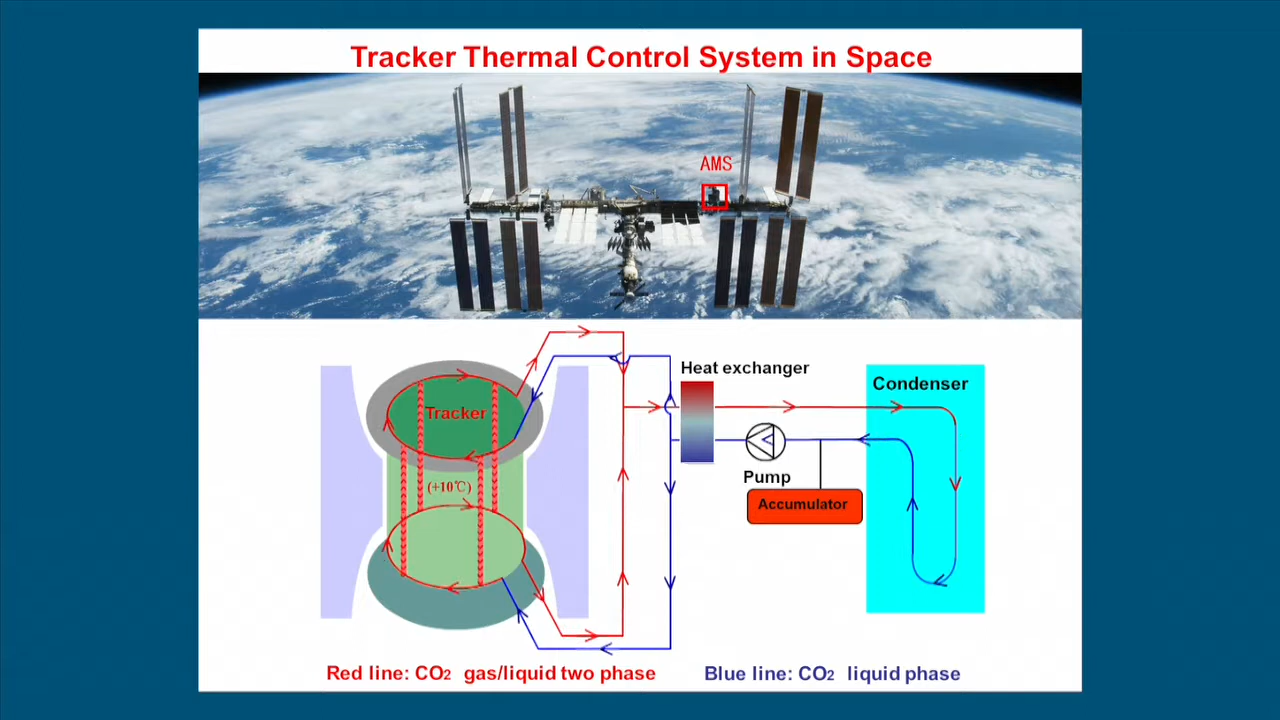 Tracker Thermal Control System in Space
AMS
Heat exchanger
Condenser
Tracker
(+10℃)
Pump
Accumulator
Red line: CO2 gas/liquid two phase
Blue line: CO2 liquid phase